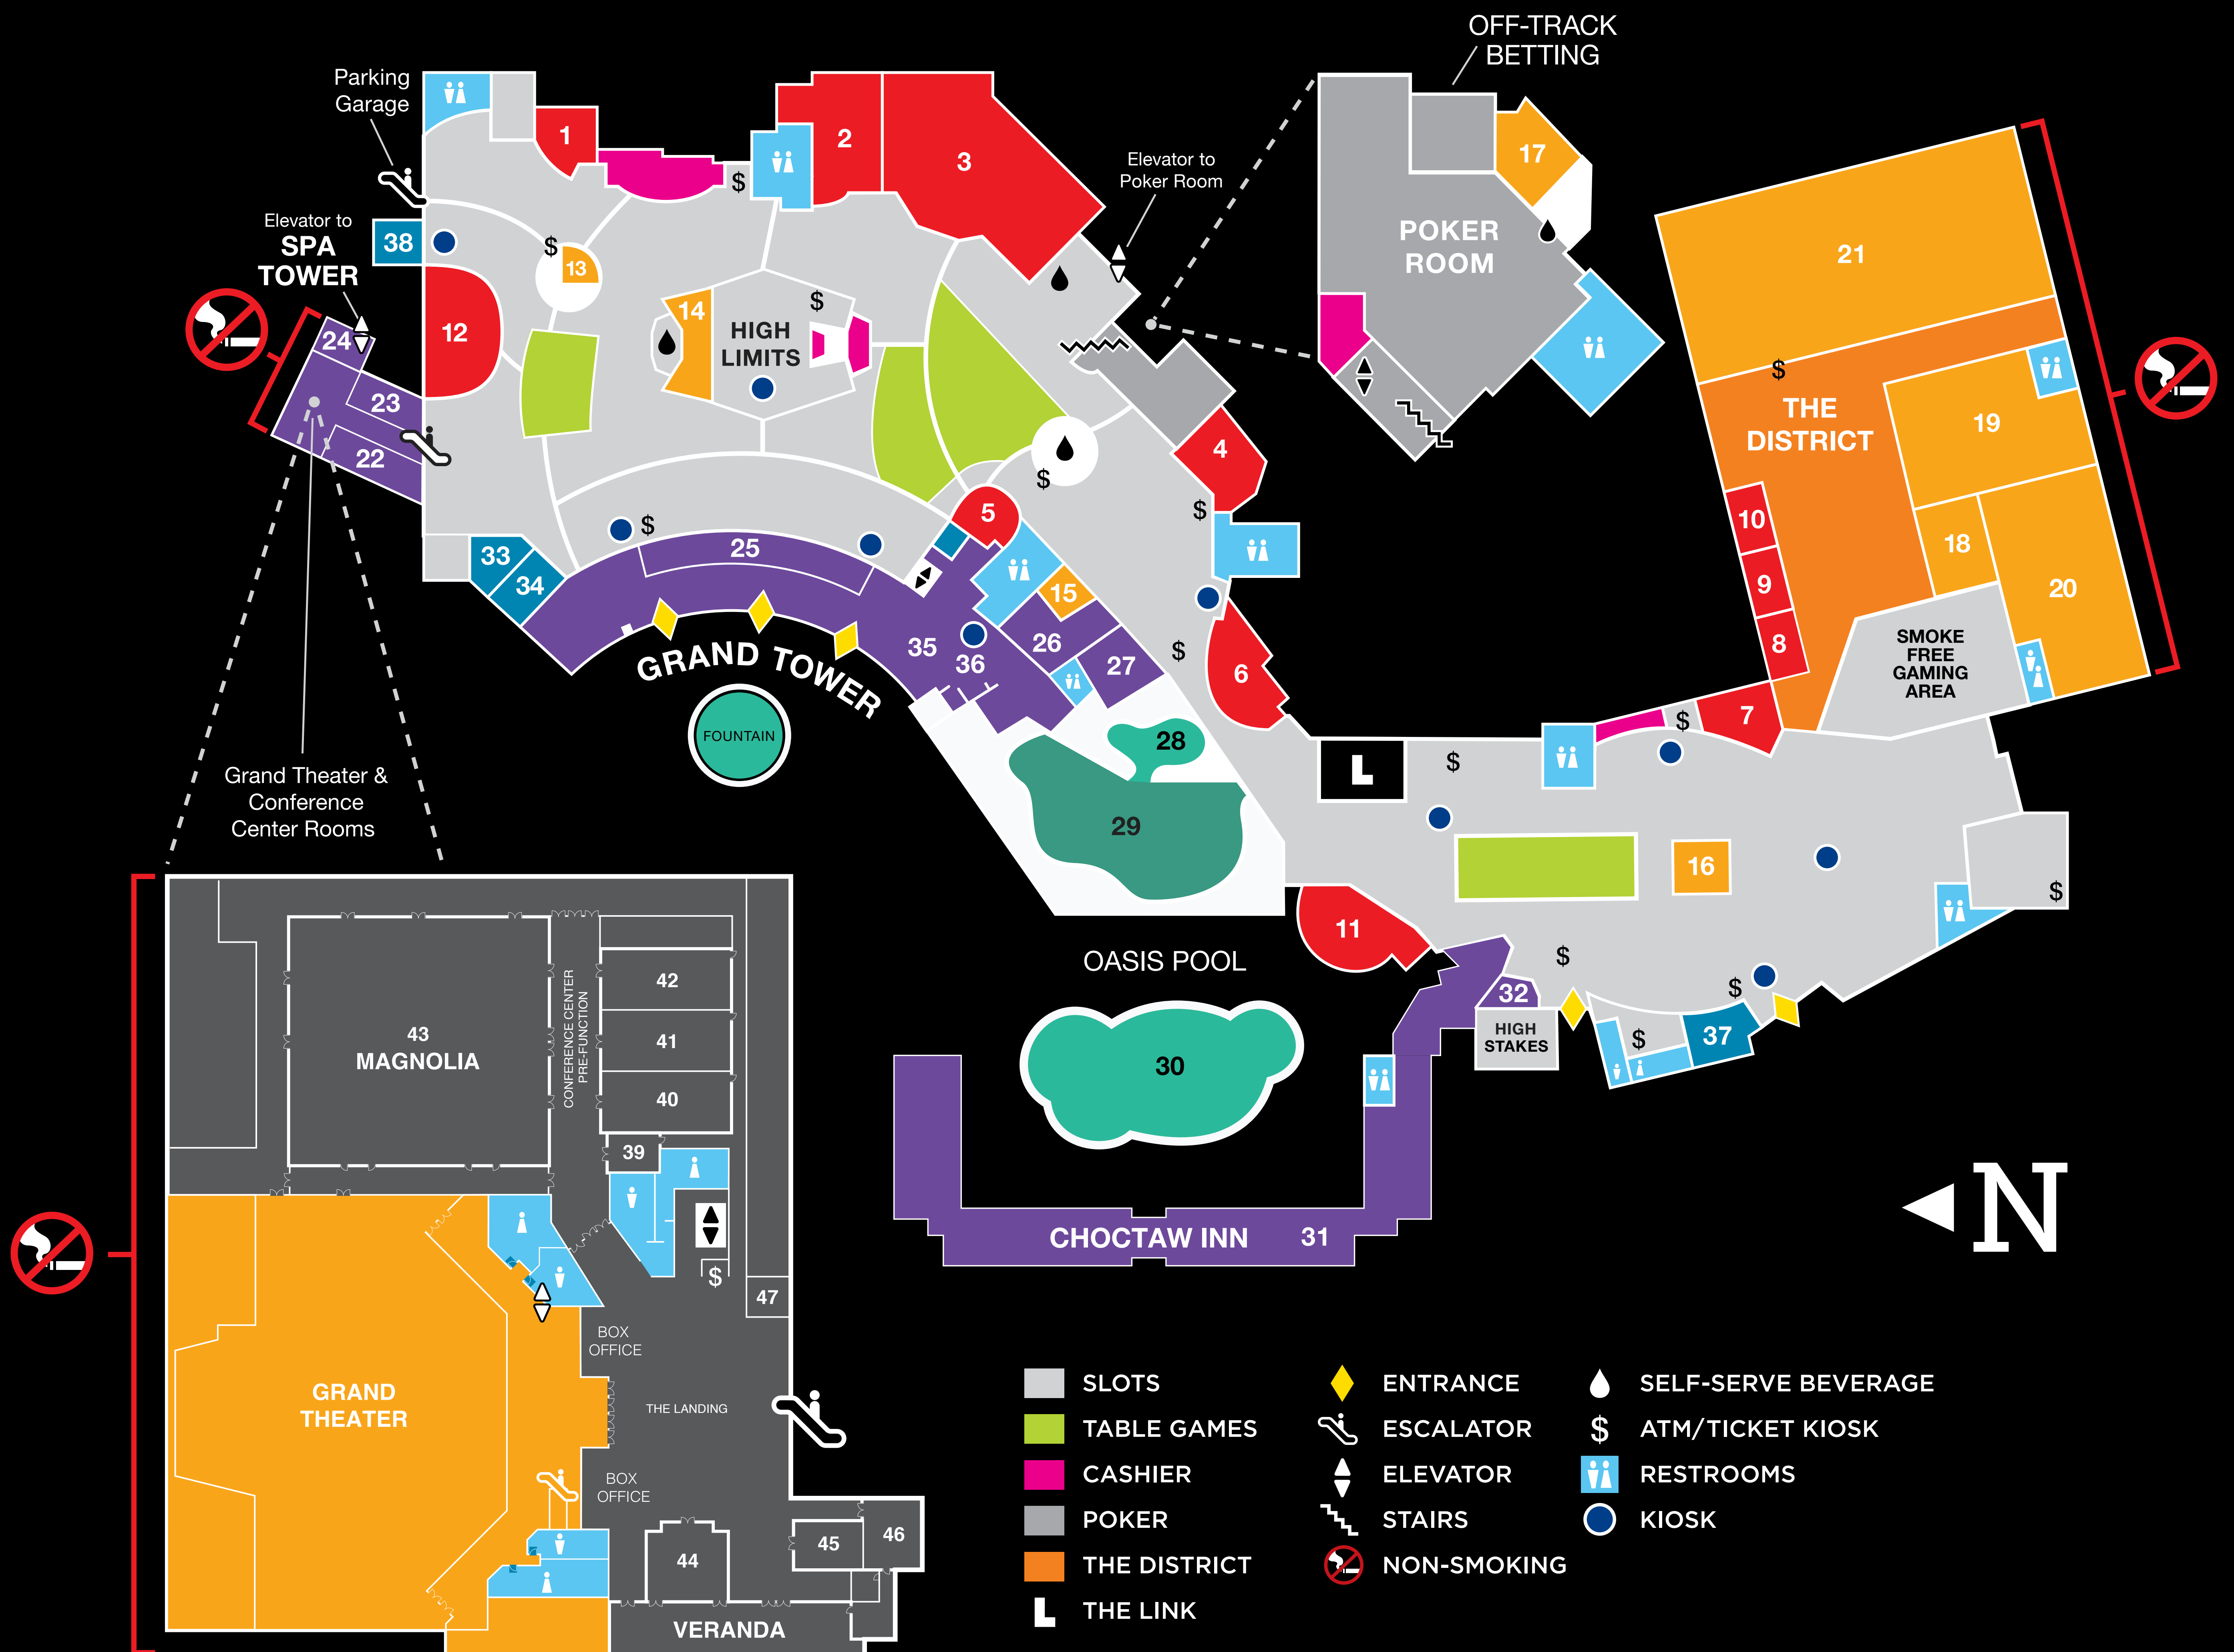 OFF-TRACK
BETTING
Parking
Garage
1
2
3
$
Elevator to
Poker Room
17
POKER
ROOM
21
Elevator to
SPA
TOWER
38
$
13
12
14
HIGH
LIMITS
$
24
23
22
4
$
$
$
THE
DISTRICT
19
10
9
8
18
20
SMOKE
FREE
GAMING
AREA
5
$
25
33
34
15
26
27
35
36
$
6
7
$
GRAND TOWER
FOUNTAIN
28
29
L
$
16
$
11
OASIS POOL
$
32
HIGH
STAKES
$
$
37
30
CHOCTAW INN
31
N
Grand Theater &
Conference
Center Rooms
43
MAGNOLIA
CONFERENCE CENTER
PRE-FUNCTION
42
41
40
39
$
47
BOX
OFFICE
GRAND
THEATER
THE LANDING
BOX
OFFICE
44
45
46
VERANDA
SLOTS
TABLE GAMES
CASHIER
POKER
THE DISTRICT
L THE LINK
ENTRANCE
ESCALATOR
ELEVATOR
STAIRS
NON-SMOKING
SELF-SERVE BEVERAGE
$ ATM/TICKET KIOSK
RESTROOMS
KIOSK